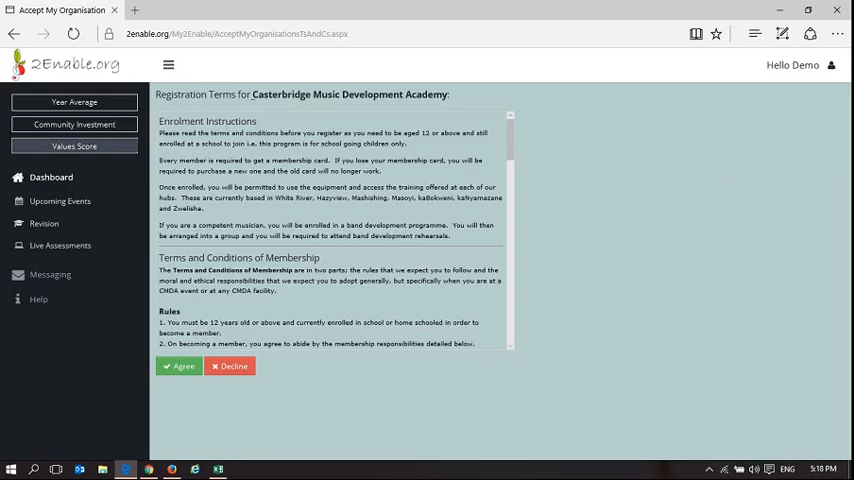 Accept My Organisation
2enable.org/My2Enable/AcceptMyOrganisationsTsAndCs.aspx
2Enable.org
Hello Demo
Year Average
Community Investment
Values Score
Dashboard
Upcoming Events
Revision
Live Assessments
Messaging
Help
Registration Terms for Casterbridge Music Development Academy:
Enrolment Instructions
Please read the terms and conditions before you register as you need to be aged 12 or above and still
enrolled at a school to join i.e. this program is for school going children only.
Every member is required to get a membership card. If you lose your membership card, you will be
required to purchase a new one and the old card will no longer work.
Once enrolled, you will be permitted to use the equipment and access the training offered at each of our
hubs. These are currently based in White River, Hazyview, Mashishing, Masoyi, kaBokweni, kaNyamazane
and Zwelisha.
If you are a competent musician, you will be enrolled in a band development programme. You will then
be arranged into a group and you will be required to attend band development rehearsals.
Terms and Conditions of Membership
The Terms and Conditions of Membership are in two parts; the rules that we expect you to follow and the
moral and ethical responsibilities that we expect you to adopt generally, but specifically when you are at a
CMDA event or at any CMDA facility.
Rules
1. You must be 12 years old or above and currently enrolled in school or home schooled in order to
become a member.
2. On becoming a member, you agree to abide by the membership responsibilities detailed below.
Agree
Decline
ENG
5:18 PM